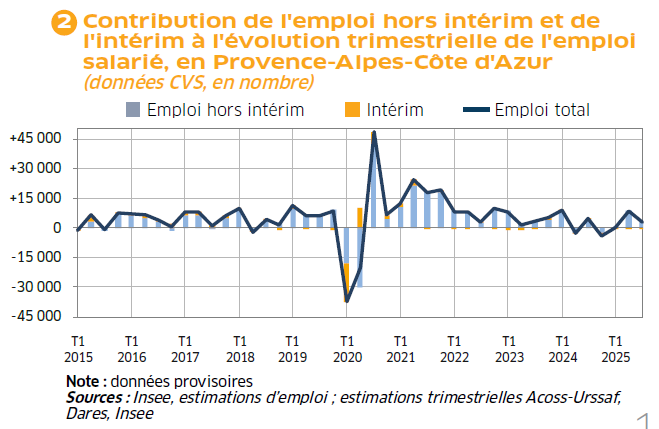 2 Contribution de l'emploi hors intérim et de
l'intérim à l'évolution trimestrielle de l'emploi
salarié, en Provence-Alpes-Côte d'Azur
(données CVS, en nombre)
Emploi hors intérim Intérim Emploi total
+45 000
+30 000
+15 000
0
-15 000
-30 000
-45 000
T1 T1 T1 T1 T1 T1 T1 T1 T1 T1 T1
2015 2016 2017 2018 2019 2020 2021 2022 2023 2024 2025
Note : données provisoires
Sources : Insee, estimations d'emploi ; estimations trimestrielles Acoss-Urssaf,
Dares, Insee
1